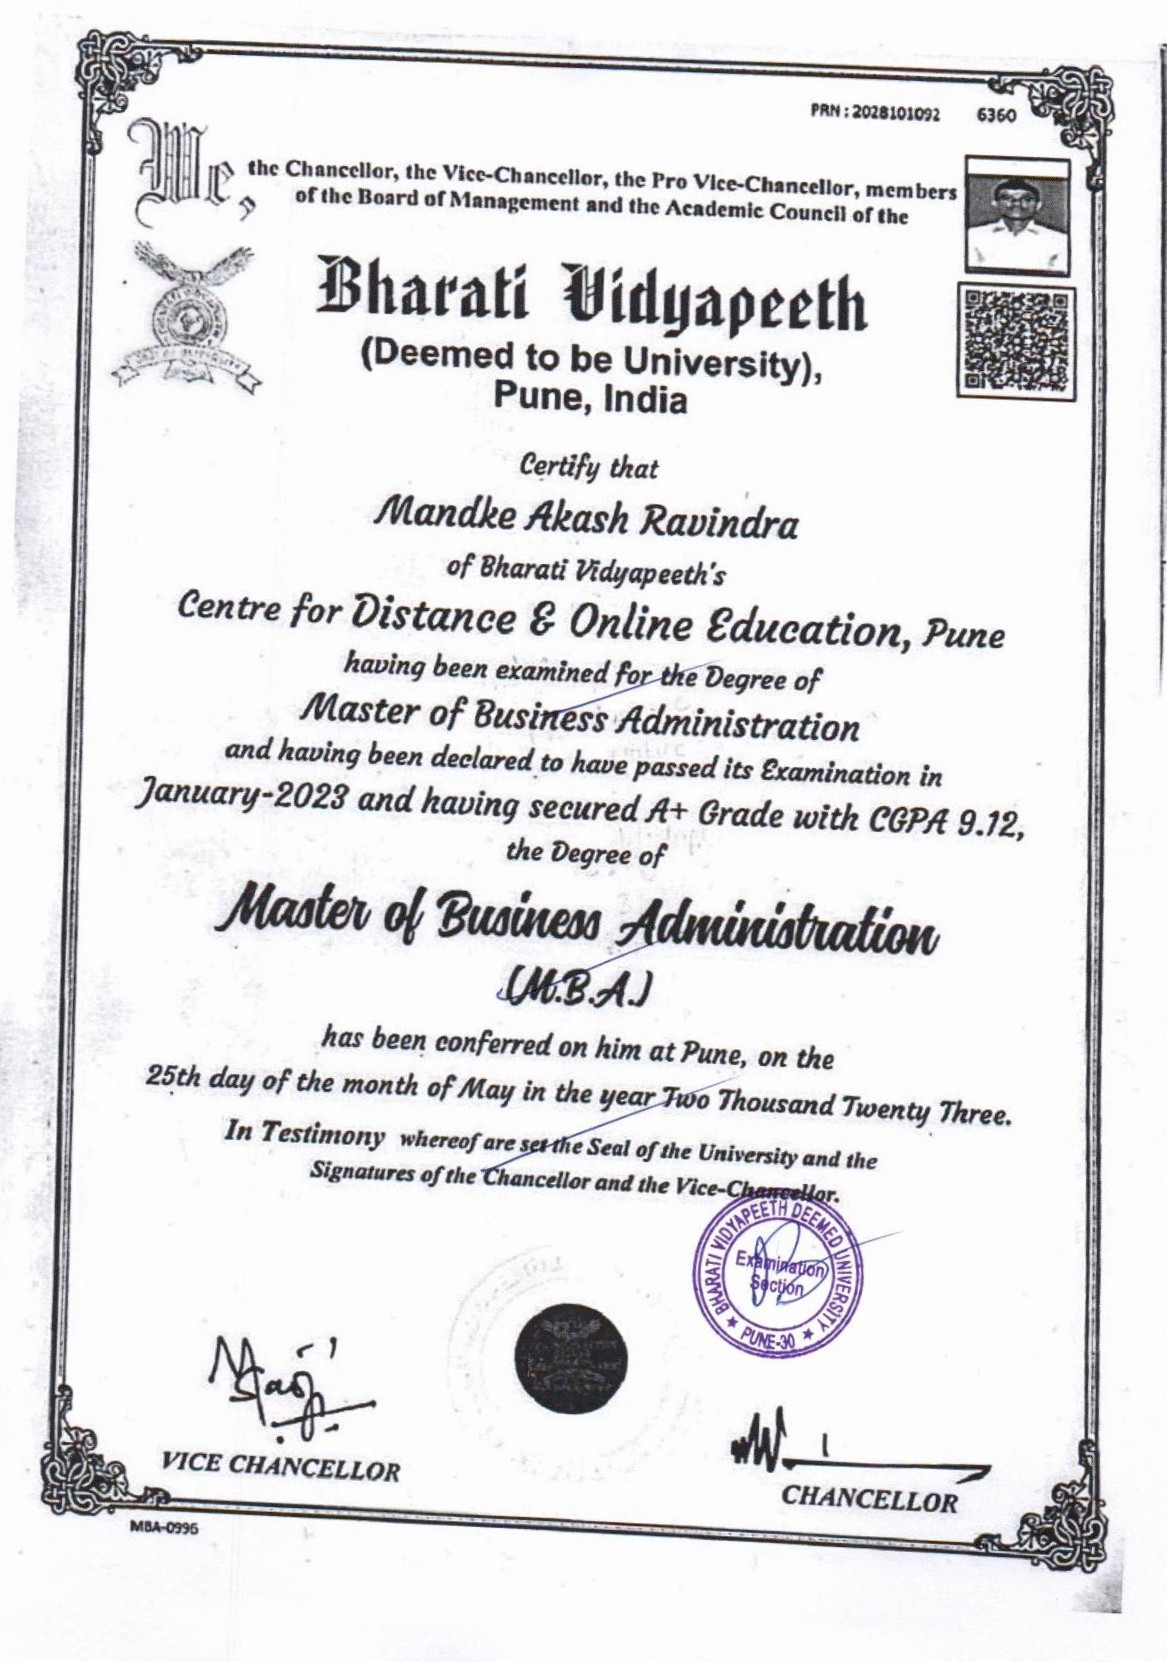 PRN : 2028101092 6360
We, the Chancellor, the Vice-Chancellor, the Pro Vice-Chancellor, members
of the Board of Management and the Academic Council of the
Bharati Vidyapeeth
(Deemed to be University),
Pune, India
Certify that
Mandke Akash Ravindra
of Bharati Vidyapeeth's
Centre for Distance & Online Education, Pune
having been examined for the Degree of
Master of Business Administration
and having been declared to have passed its Examination in
January-2023 and having secured A+ Grade with CGPA 9.12,
the Degree of
Master of Business Administration
(M.B.A.)
has been conferred on him at Pune, on the
25th day of the month of May in the year Two Thousand Twenty Three.
In Testimony whereof are set the Seal of the University and the
Signatures of the Chancellor and the Vice-Chancellor.
BHARATI VIDYAPEETH DEEMED UNIVERSITY
Examination
Section
★ PUNE-30 ★
VICE CHANCELLOR
CHANCELLOR
MBA-0996